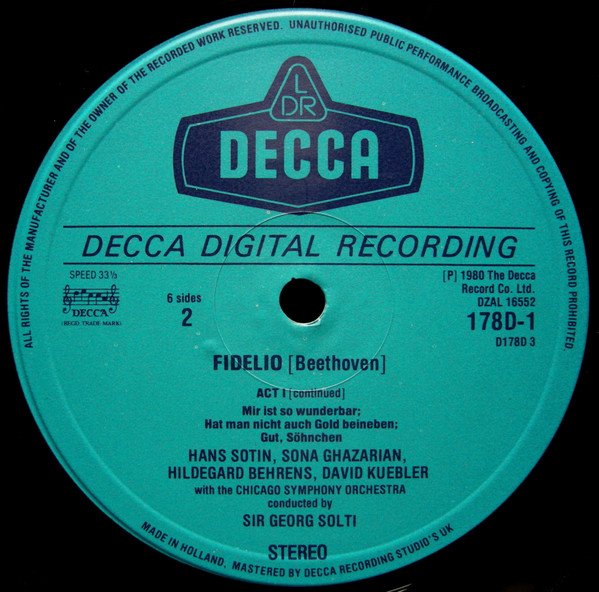 ALL RIGHTS OF THE MANUFACTURER AND OF THE OWNER OF THE RECORDED WORK RESERVED. UNAUTHORISED PUBLIC PERFORMANCE BROADCASTING AND COPYING OF THIS RECORD PROHIBITED
L
DR
DECCA
DECCA DIGITAL RECORDING
SPEED 33⅓
DECCA
(REGD. TRADE MARK)
6 sides
2
[P] 1980 The Decca
Record Co. Ltd.
DZAL 16552
178D-1
D178D 3
FIDELIO [Beethoven]
ACT I [continued]
Mir ist so wunderbar;
Hat man nicht auch Gold beineben;
Gut, Söhnchen
HANS SOTIN, SONA GHAZARIAN,
HILDEGARD BEHRENS, DAVID KUEBLER
with the CHICAGO SYMPHONY ORCHESTRA
conducted by
SIR GEORG SOLTI
STEREO
MADE IN HOLLAND. MASTERED BY DECCA RECORDING STUDIO'S UK